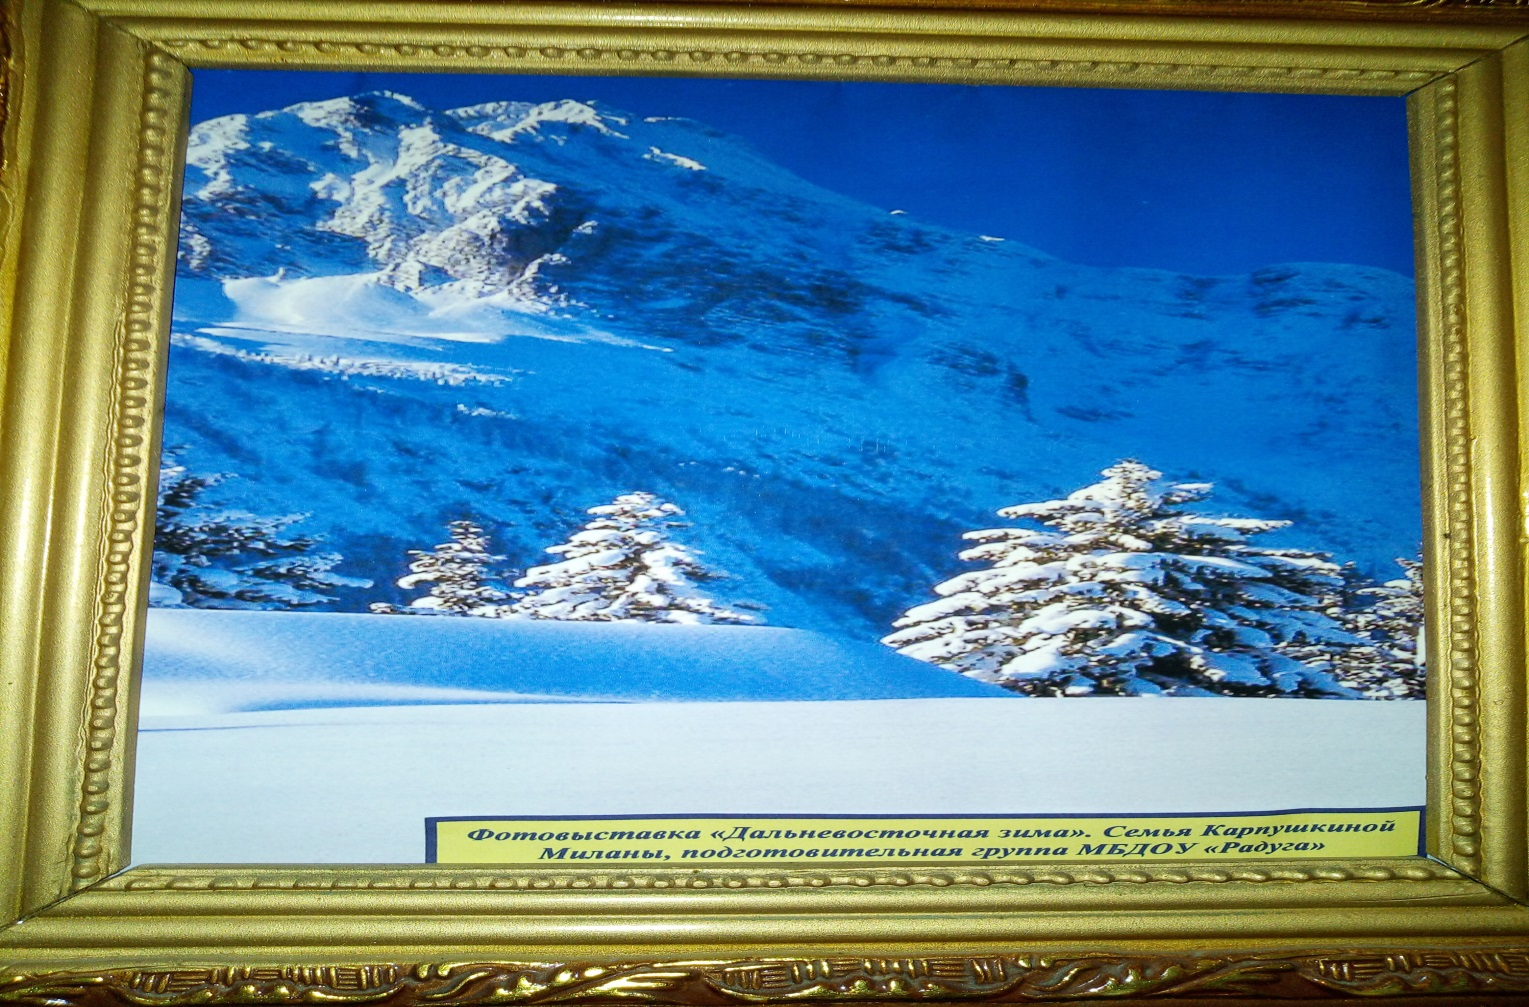 Фотовыставка «Дальневосточная зима». Семья Карпушкиной
Миланы, подготовительная группа МБДОУ «Радуга»